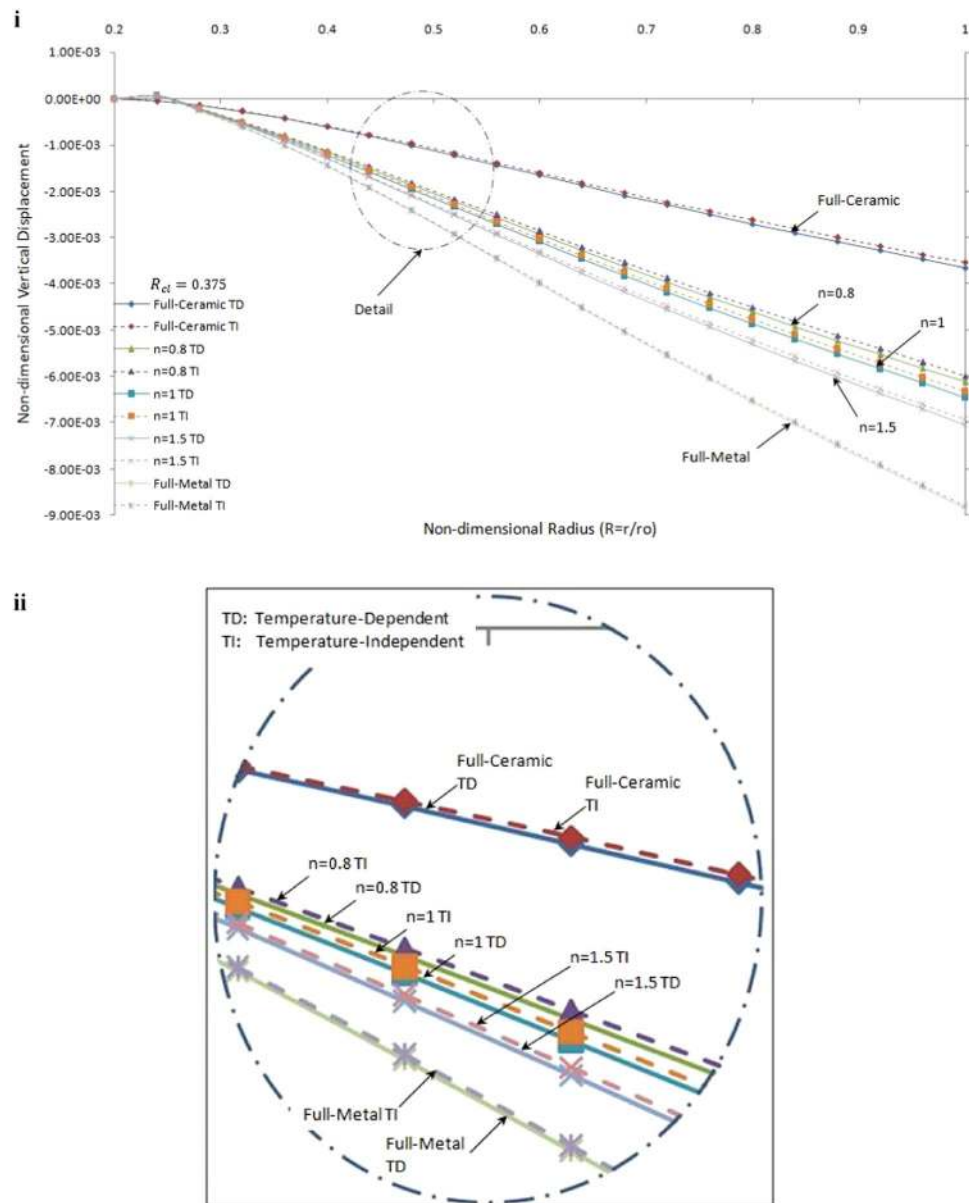 i
0.2 0.3 0.4 0.5 0.6 0.7 0.8 0.9 1
1.00E-03
0.00E+00
-1.00E-03
-2.00E-03
-3.00E-03
-4.00E-03
-5.00E-03
-6.00E-03
-7.00E-03
-8.00E-03
-9.00E-03
Non-dimensional Vertical Displacement
Full-Ceramic
Detail
n=0.8
n=1
n=1.5
Full-Metal
R_cl = 0.375
Full-Ceramic TD
Full-Ceramic TI
n=0.8 TD
n=0.8 TI
n=1 TD
n=1 TI
n=1.5 TD
n=1.5 TI
Full-Metal TD
Full-Metal TI
Non-dimensional Radius (R=r/ro)
ii
TD: Temperature-Dependent
TI: Temperature-Independent
Full-Ceramic
TD
Full-Ceramic
TI
n=0.8 TI
n=0.8 TD
n=1 TI
n=1 TD
n=1.5 TI
n=1.5 TD
Full-Metal TI
Full-Metal
TD